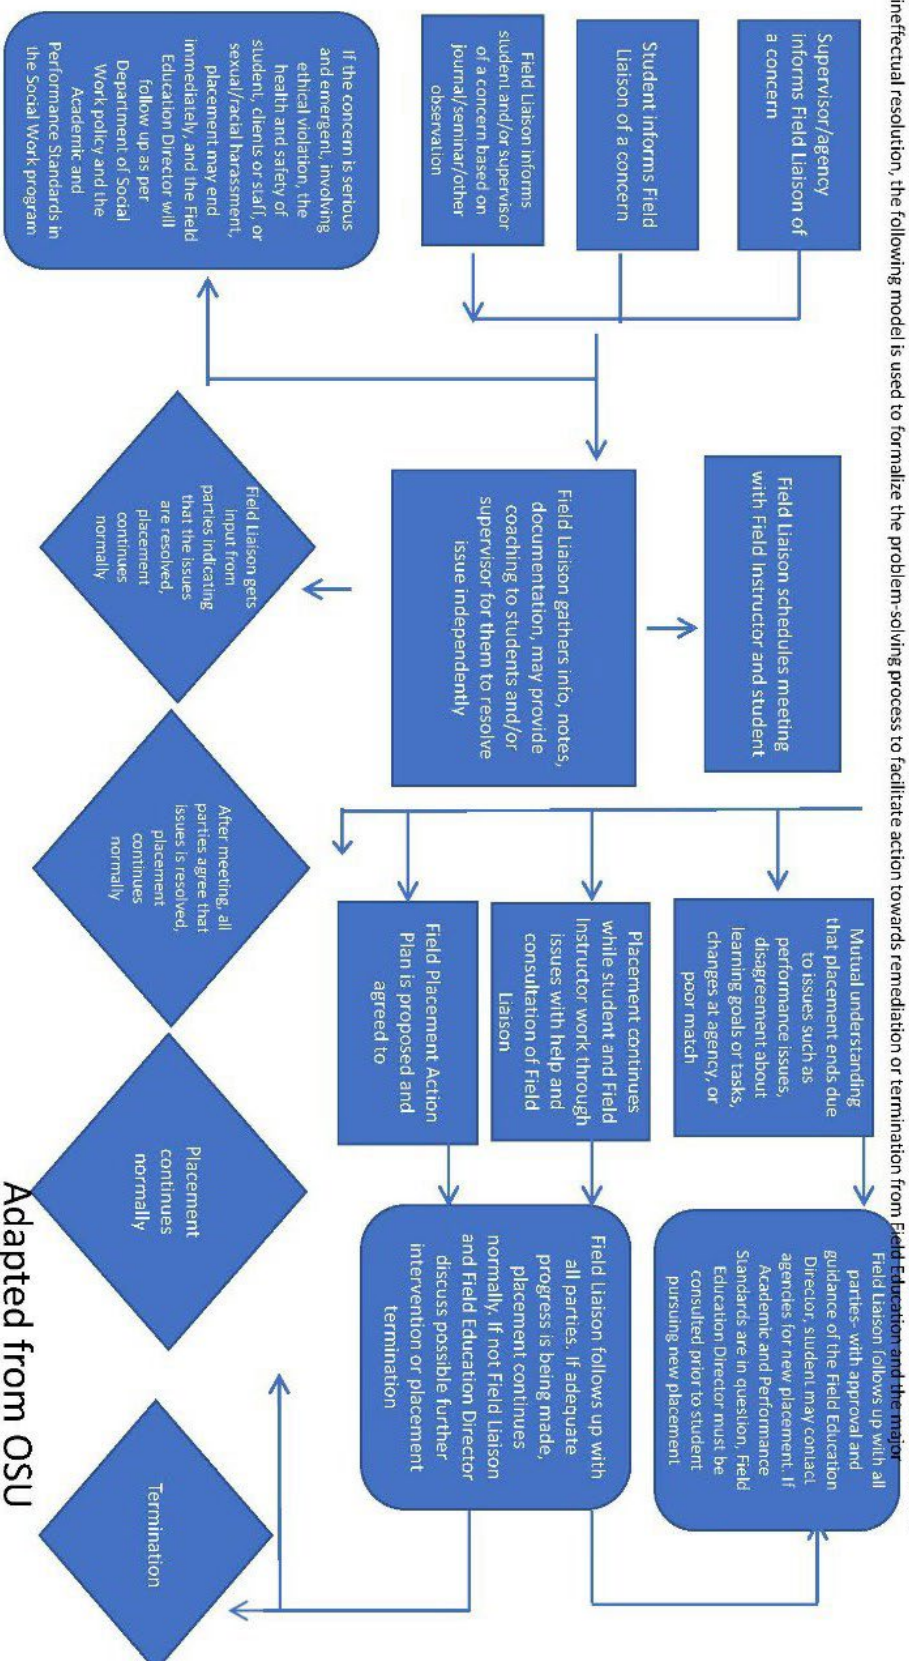 ineffectual resolution, the following model is used to formalize the problem-solving process to facilitate action towards remediation or termination from Field Education and the major
Supervisor/agency
informs Field Liaison of
a concern
Student informs Field
Liaison of a concern
Field Liaison informs
student and/or supervisor
of a concern based on
journal/seminar/other
observation
If the concern is serious
and emergent, involving
ethical violation, the
health and safety of
student, clients or staff, or
sexual/racial harassment,
placement may end
immediately, and the Field
Education Director will
follow up as per
Department of Social
Work policy and the
Academic and
Performance Standards in
the Social Work program
Field Liaison schedules meeting
with Field Instructor and student
Field Liaison gathers info, notes,
documentation, may provide
coaching to students and/or
supervisor for them to resolve
issue independently
Field Liaison gets
input from
parties indicating
that the issues
are resolved,
placement
continues
normally
Mutual understanding
that placement ends due
to issues such as
performance issues,
disagreement about
learning goals or tasks,
changes at agency, or
poor match
Placement continues
while student and Field
Instructor work through
issues with help and
consultation of Field
Liaison
Field Placement Action
Plan is proposed and
agreed to
After meeting, all
parties agree that
issues is resolved,
placement
continues
normally
Field Liaison follows up with all
parties- with approval and
guidance of the Field Education
Director, student may contact
agencies for new placement. If
Academic and Performance
Standards are in question, Field
Education Director must be
consulted prior to student
pursuing new placement
Field Liaison follows up with
all parties. If adequate
progress is being made,
placement continues
normally. If not Field Liaison
and Field Education Director
discuss possible further
intervention or placement
termination
Placement
continues
normally
Termination
Adapted from OSU